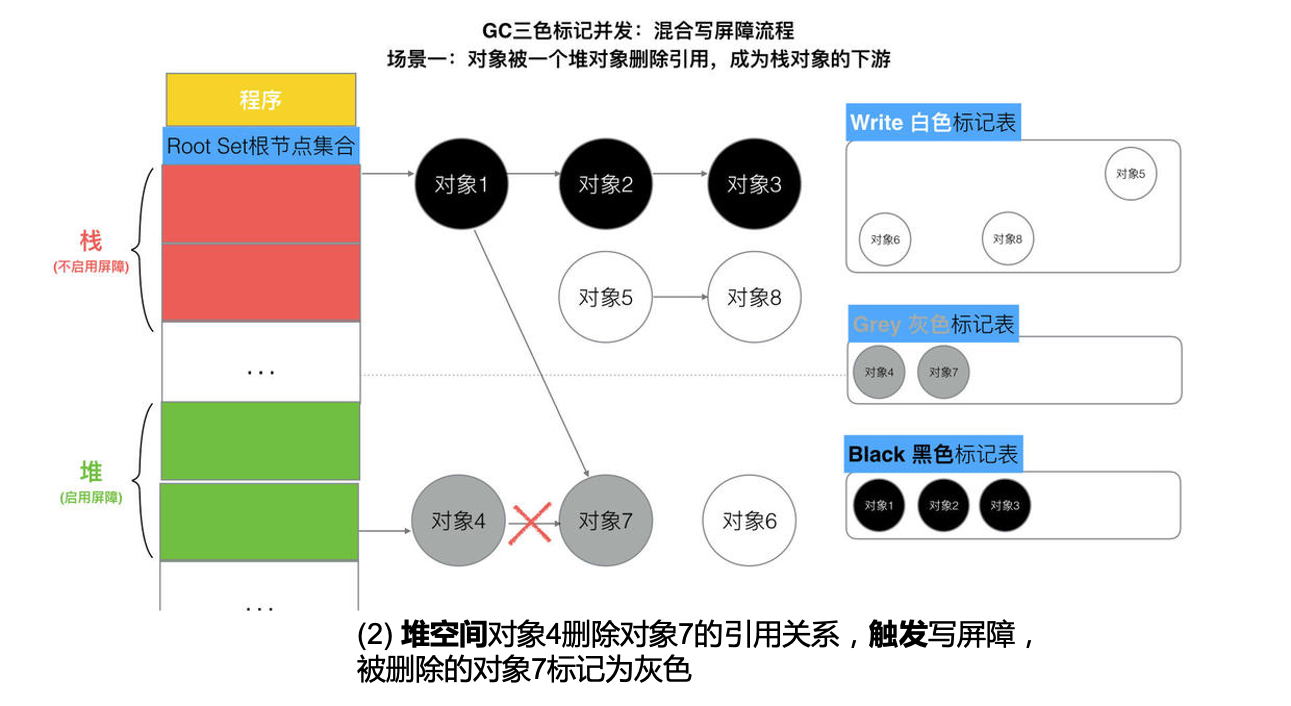 GC三色标记并发：混合写屏障流程
场景一：对象被一个堆对象删除引用，成为栈对象的下游
程序
Root Set根节点集合
栈
(不启用屏障)
...
堆
(启用屏障)
...
对象1
对象2
对象3
对象5
对象8
对象4
对象7
对象6
Write 白色标记表
对象5
对象6
对象8
Grey 灰色标记表
对象4
对象7
Black 黑色标记表
对象1
对象2
对象3
(2) 堆空间对象4删除对象7的引用关系，触发写屏障，
被删除的对象7标记为灰色